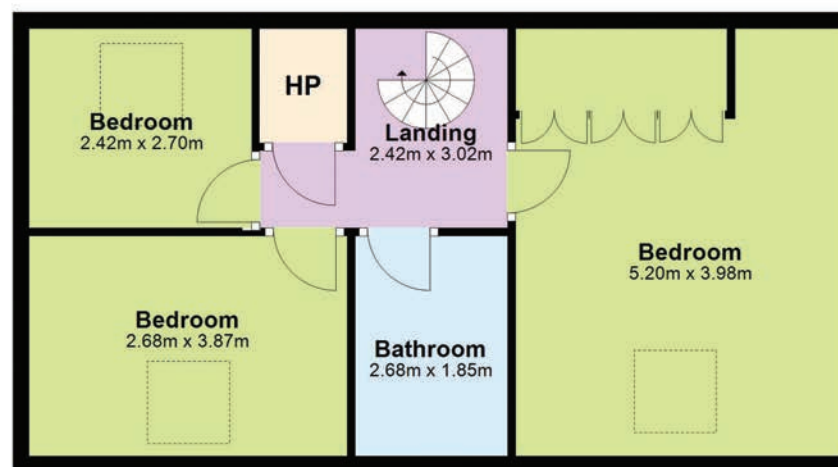 HP
Bedroom
2.42m x 2.70m
Landing
2.42m x 3.02m
Bedroom
5.20m x 3.98m
Bedroom
2.68m x 3.87m
Bathroom
2.68m x 1.85m